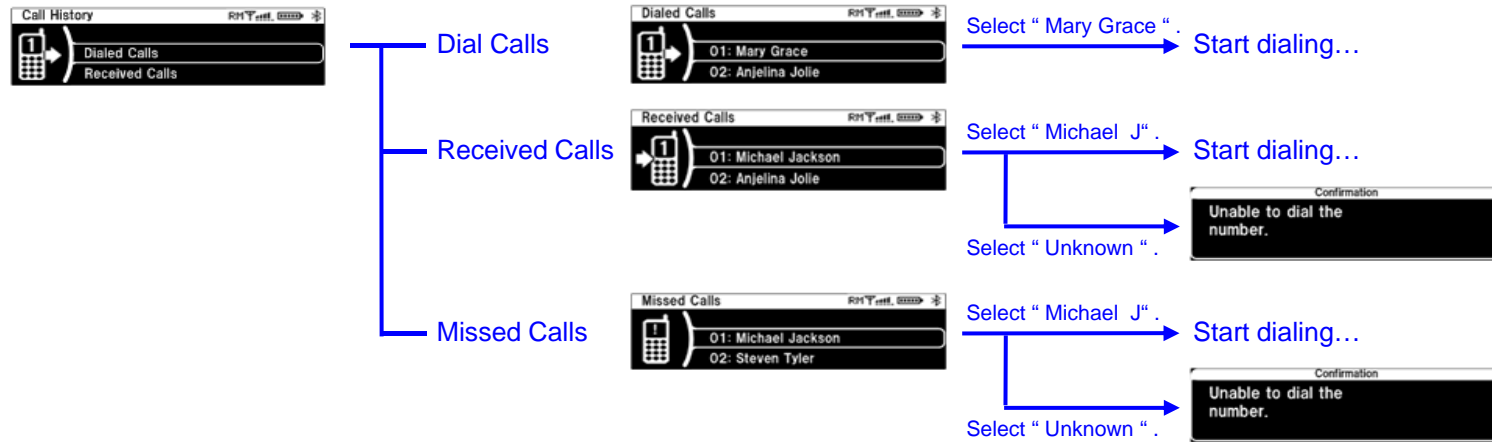 Call History RM
Dialed Calls
Received Calls
Dial Calls
Dialed Calls RM
01: Mary Grace
02: Anjelina Jolie
Select “ Mary Grace “ .
Start dialing…
Received Calls
Received Calls RM
01: Michael Jackson
02: Anjelina Jolie
Select “ Michael J“ .
Start dialing…
Select “ Unknown “ .
Confirmation
Unable to dial the
number.
Missed Calls
Missed Calls RM
01: Michael Jackson
02: Steven Tyler
Select “ Michael J“ .
Start dialing…
Select “ Unknown “ .
Confirmation
Unable to dial the
number.